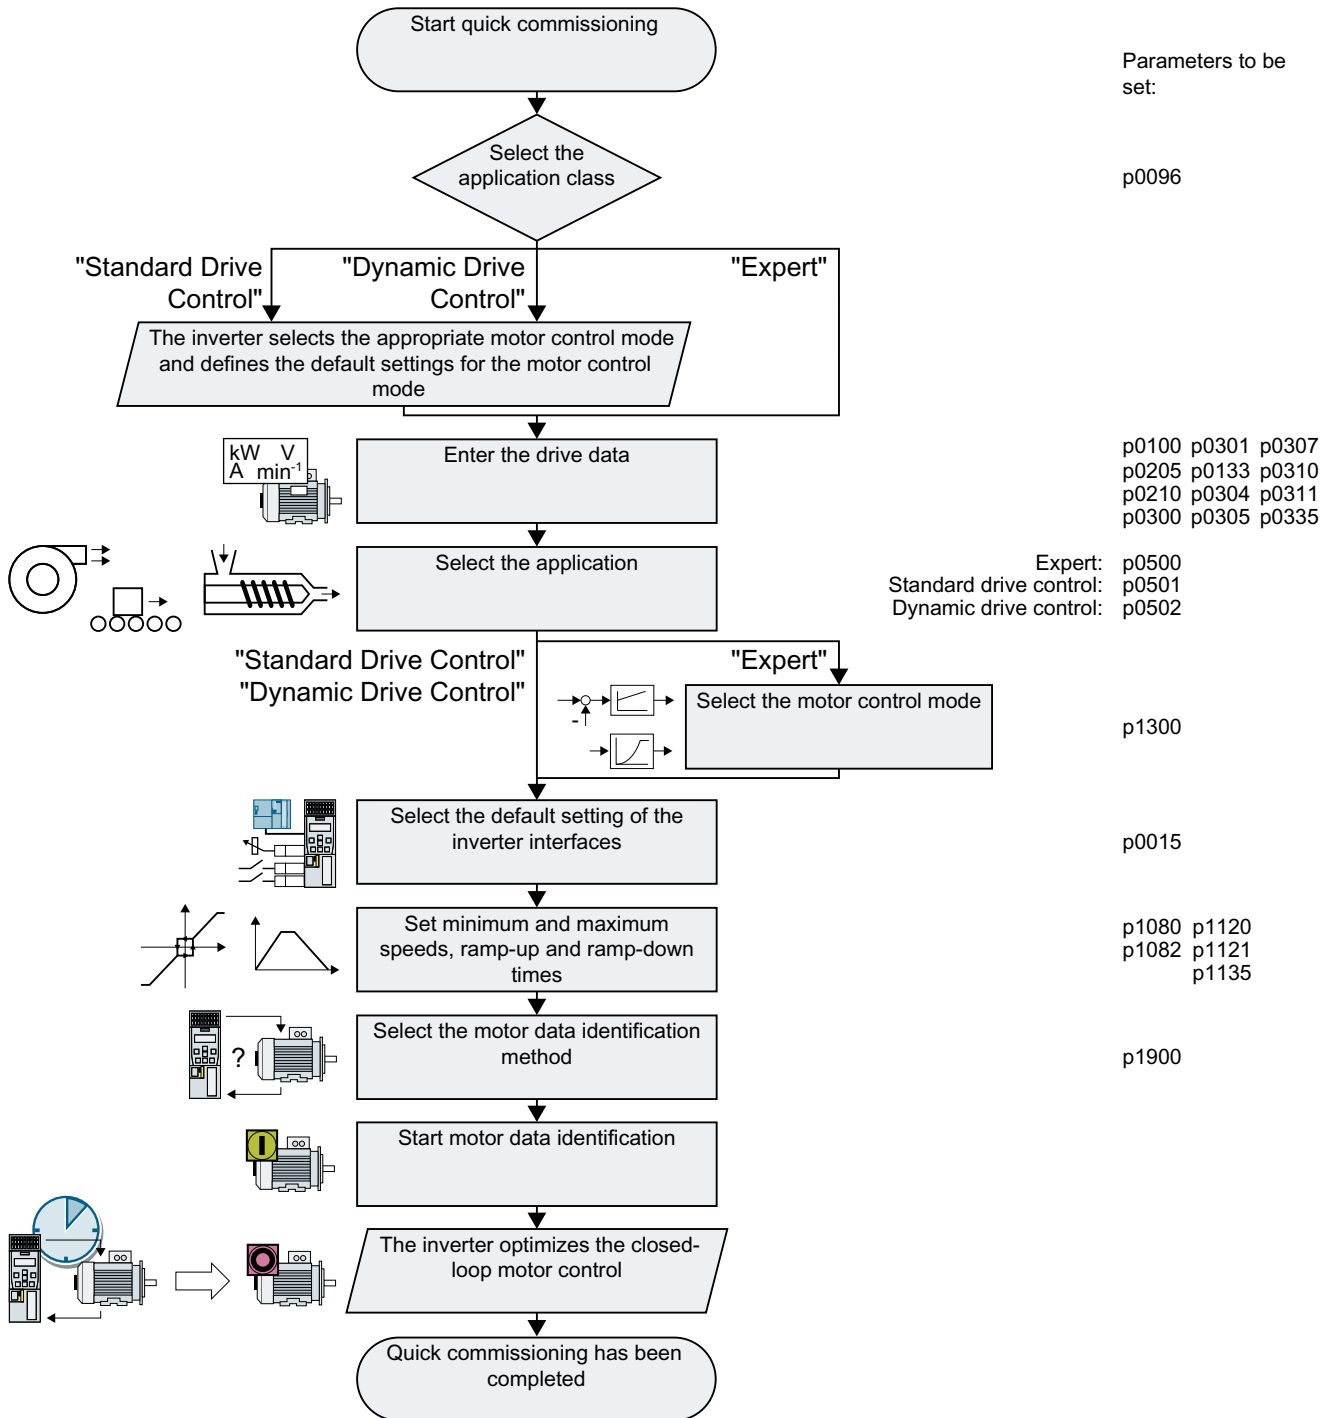 Start quick commissioning
Parameters to be
set:
Select the
application class
p0096
"Standard Drive
Control"
"Dynamic Drive
Control"
"Expert"
The inverter selects the appropriate motor control mode
and defines the default settings for the motor control
mode
kW V
A min-1
Enter the drive data
p0100 p0301 p0307
p0205 p0133 p0310
p0210 p0304 p0311
p0300 p0305 p0335
Select the application
Expert: p0500
Standard drive control: p0501
Dynamic drive control: p0502
"Standard Drive Control"
"Dynamic Drive Control"
"Expert"
-
Select the motor control mode
p1300
Select the default setting of the
inverter interfaces
p0015
Set minimum and maximum
speeds, ramp-up and ramp-down
times
p1080 p1120
p1082 p1121
p1135
?
Select the motor data identification
method
p1900
Start motor data identification
The inverter optimizes the closed-
loop motor control
Quick commissioning has been
completed